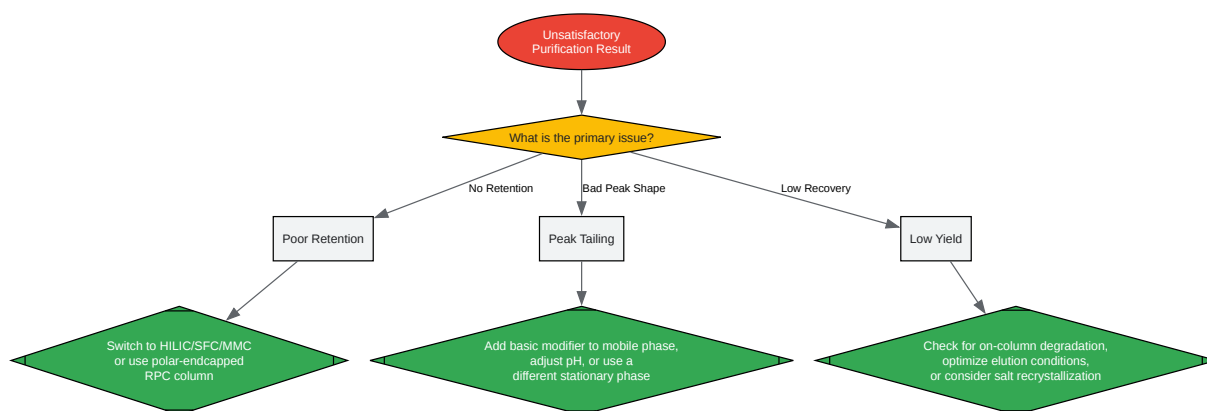 Unsatisfactory
Purification Result
What is the primary issue?
No Retention
Bad Peak Shape
Low Recovery
Poor Retention
Peak Tailing
Low Yield
Switch to HILIC/SFC/MMC
or use polar-endcapped
RPC column
Add basic modifier to mobile phase,
adjust pH, or use a
different stationary phase
Check for on-column degradation,
optimize elution conditions,
or consider salt recrystallization